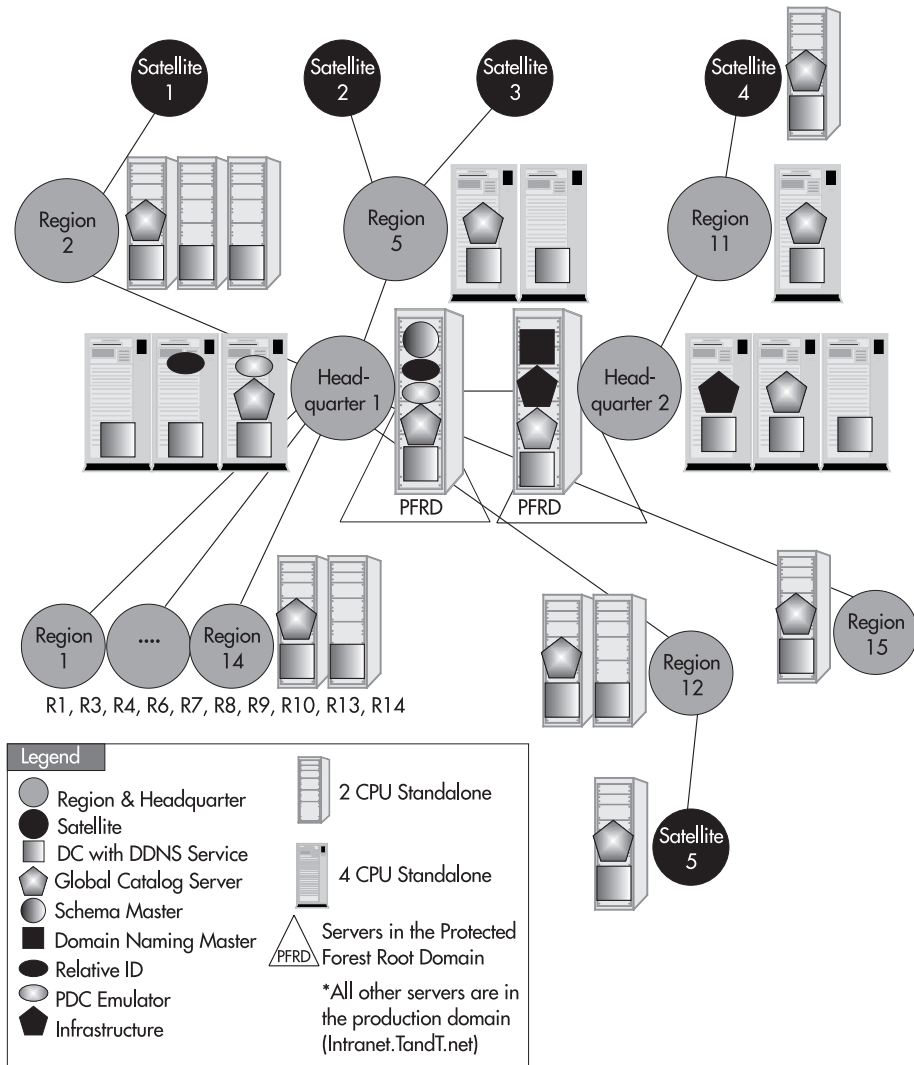 Satellite
1
Satellite
2
Satellite
3
Satellite
4
Region
2
Region
5
Region
11
Head-
quarter 1
Head-
quarter 2
PFRD
PFRD
Region
1
....
Region
14
R1, R3, R4, R6, R7, R8, R9, R10, R13, R14
Region
12
Region
15
Satellite
5
Legend
Region & Headquarter
Satellite
DC with DDNS Service
Global Catalog Server
Schema Master
Domain Naming Master
Relative ID
PDC Emulator
Infrastructure
2 CPU Standalone
4 CPU Standalone
PFRD
Servers in the Protected
Forest Root Domain
*All other servers are in
the production domain
(Intranet.TandT.net)